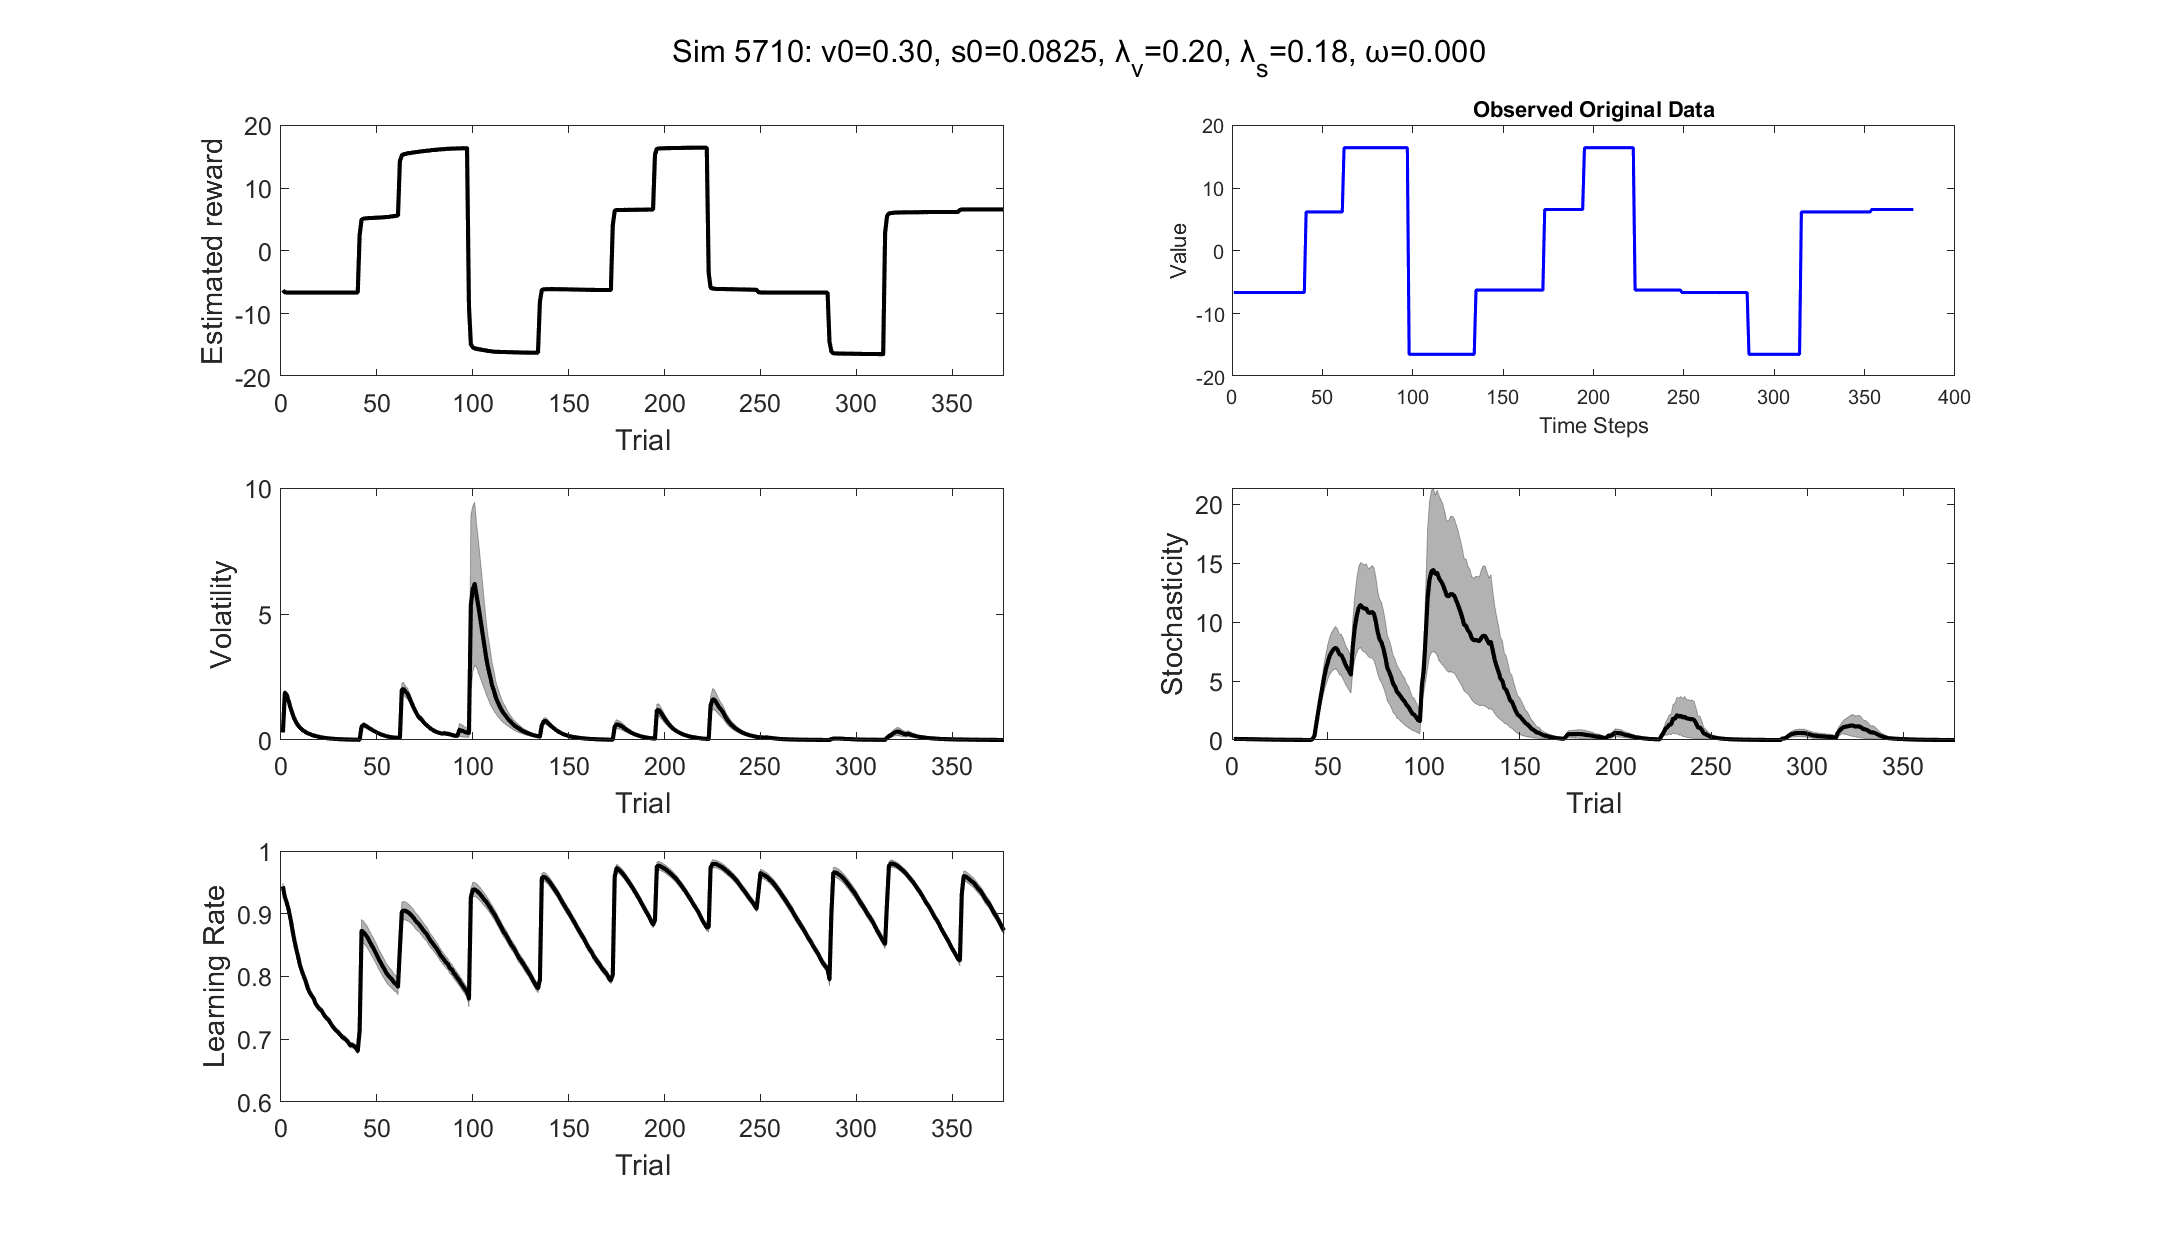 Sim 5710: v0=0.30, s0=0.0825, λv=0.20, λs=0.18, ω=0.000
Estimated reward
20
10
0
-10
-20
0 50 100 150 200 250 300 350
Trial
Observed Original Data
Value
20
10
0
-10
-20
0 50 100 150 200 250 300 350 400
Time Steps
Volatility
10
5
0
0 50 100 150 200 250 300 350
Trial
Stochasticity
20
15
10
5
0
0 50 100 150 200 250 300 350
Trial
Learning Rate
1
0.9
0.8
0.7
0.6
0 50 100 150 200 250 300 350
Trial